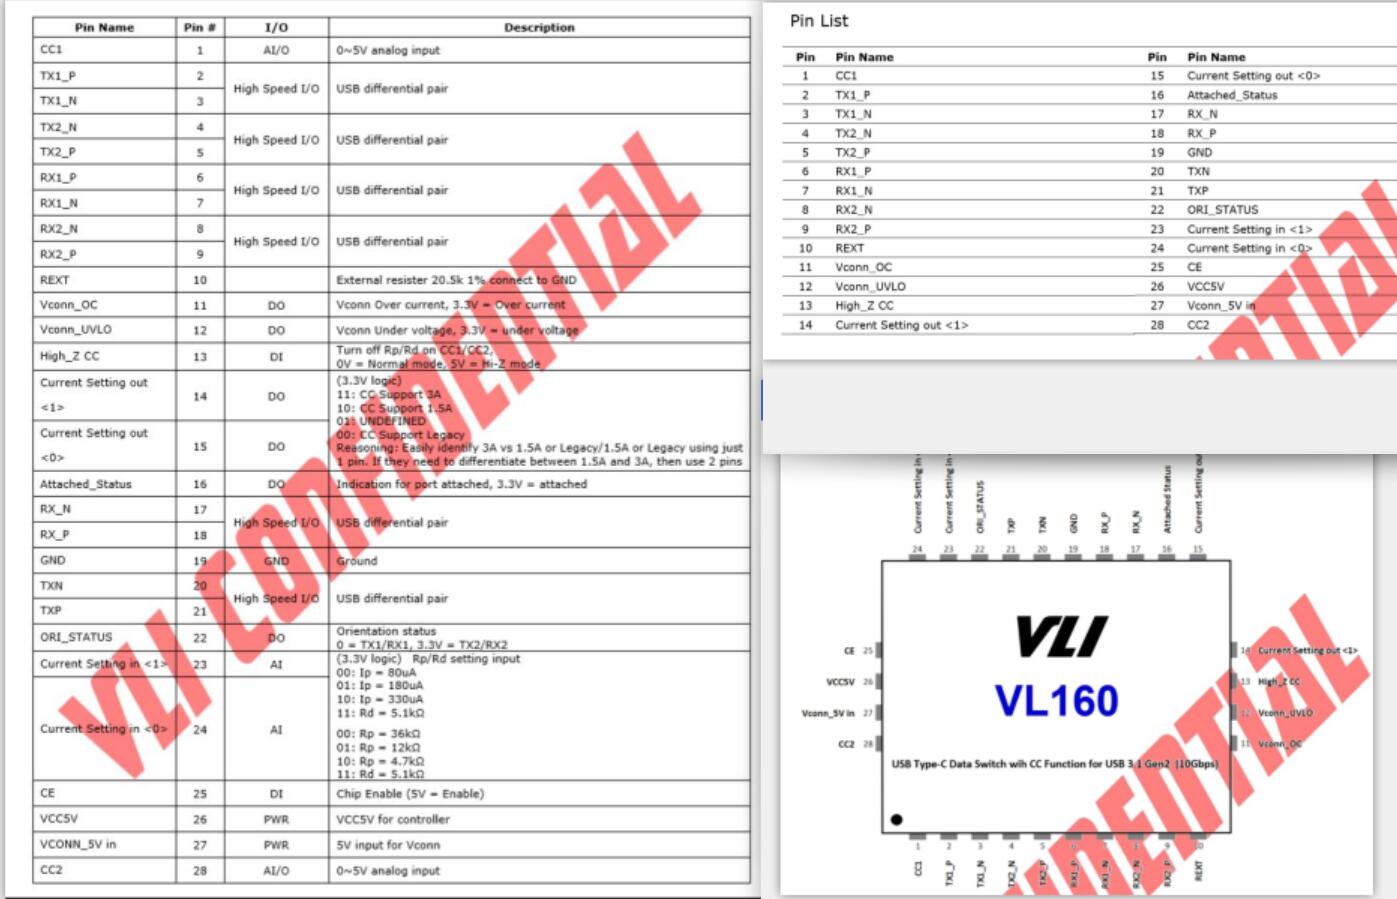 Pin Name Pin # I/O Description
CC1 1 AI/O 0~5V analog input
TX1_P 2
High Speed I/O USB differential pair
TX1_N 3
TX2_N 4
High Speed I/O USB differential pair
TX2_P 5
RX1_P 6
High Speed I/O USB differential pair
RX1_N 7
RX2_N 8
High Speed I/O USB differential pair
RX2_P 9
REXT 10 External resister 20.5k 1% connect to GND
Vconn_OC 11 DO Vconn Over current, 3.3V = Over current
Vconn_UVLO 12 DO Vconn Under voltage, 3.3V = under voltage
High_Z CC 13 DI Turn off Rp/Rd on CC1/CC2,
0V = Normal mode, 5V = Hi-Z mode
Current Setting out
<1>
14 DO
(3.3V logic)
11: CC Support 3A
10: CC Support 1.5A
01: UNDEFINED
00: CC Support Legacy
Reasoning: Easily identify 3A vs 1.5A or Legacy/1.5A or Legacy using just
1 pin. If they need to differentiate between 1.5A and 3A, then use 2 pins
Current Setting out
<0>
15 DO
Attached_Status 16 DO Indication for port attached, 3.3V = attached
RX_N 17
High Speed I/O USB differential pair
RX_P 18
GND 19 GND Ground
TXN 20
High Speed I/O USB differential pair
TXP 21
ORI_STATUS 22 DO Orientation status
0 = TX1/RX1, 3.3V = TX2/RX2
Current Setting in <1> 23 AI
(3.3V logic) Rp/Rd setting input
00: Ip = 80uA
01: Ip = 180uA
10: Ip = 330uA
11: Rd = 5.1kΩ
00: Rp = 36kΩ
01: Rp = 12kΩ
10: Rp = 4.7kΩ
11: Rd = 5.1kΩ
Current Setting in <0> 24 AI
CE 25 DI Chip Enable (5V = Enable)
VCC5V 26 PWR VCC5V for controller
VCONN_5V in 27 PWR 5V input for Vconn
CC2 28 AI/O 0~5V analog input
VLI CONFIDENTIAL
Pin List
Pin Pin Name Pin Pin Name
1 CC1 15 Current Setting out <0>
2 TX1_P 16 Attached_Status
3 TX1_N 17 RX_N
4 TX2_N 18 RX_P
5 TX2_P 19 GND
6 RX1_P 20 TXN
7 RX1_N 21 TXP
8 RX2_N 22 ORI_STATUS
9 RX2_P 23 Current Setting in <1>
10 REXT 24 Current Setting in <0>
11 Vconn_OC 25 CE
12 Vconn_UVLO 26 VCC5V
13 High_Z CC 27 Vconn_5V in
14 Current Setting out <1> 28 CC2
Current Setting in Current Setting in ORI_STATUS TXP TXN GND RX_P RX_N Attached Status Current Setting ou
24 23 22 21 20 19 18 17 16 15
VLI
VL160
USB Type-C Data Switch wih CC Function for USB 3.1 Gen2 (10Gbps)
CE 25
VCC5V 26
Vconn_5V in 27
CC2 28
14 Current Setting out <1>
13 High_Z CC
12 Vconn_UVLO
11 Vconn_OC
1 2 3 4 5 6 7 8 9 10
CC1 TX1_P TX1_N TX2_N TX2_P RX1_P RX1_N RX2_N RX2_P REXT